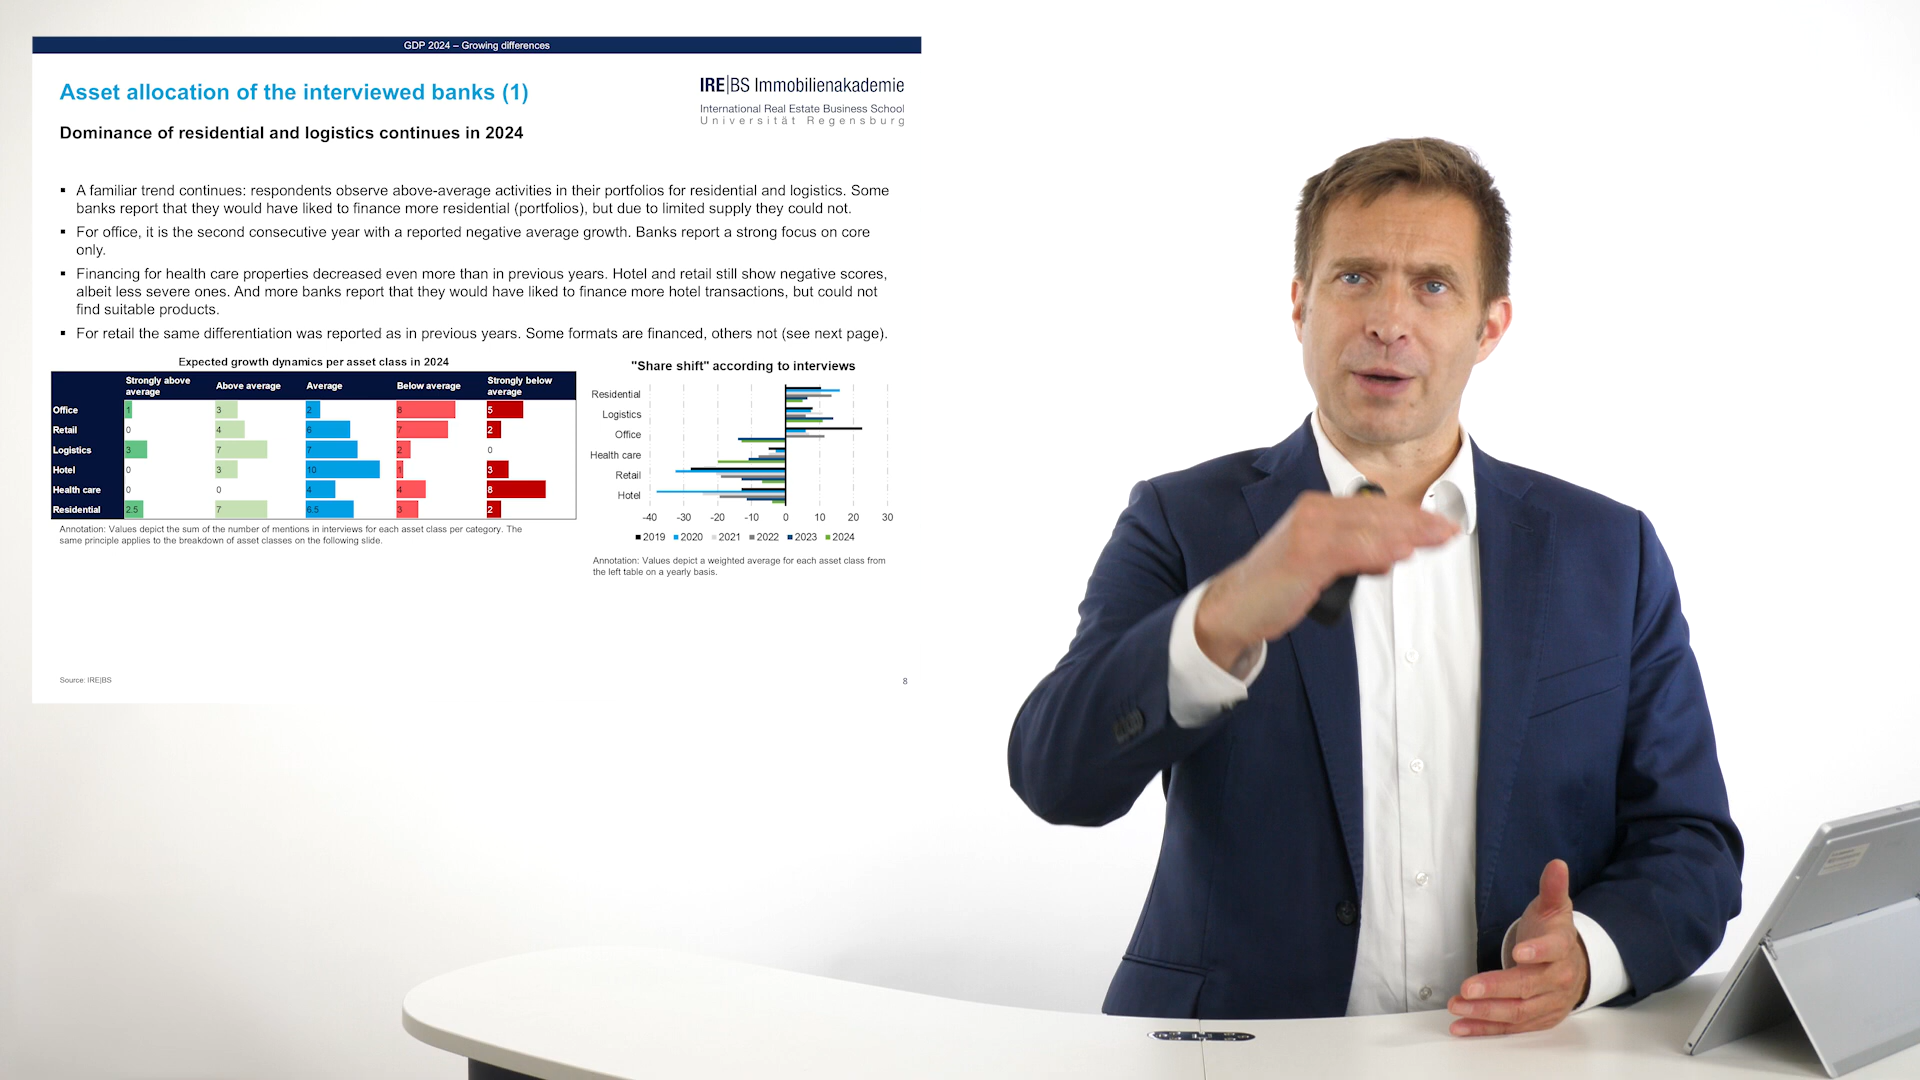 GDP 2024 – Growing differences
Asset allocation of the interviewed banks (1)
IRE|BS Immobilienakademie
International Real Estate Business School
Universität Regensburg
Dominance of residential and logistics continues in 2024
▪ A familiar trend continues: respondents observe above-average activities in their portfolios for residential and logistics. Some
banks report that they would have liked to finance more residential (portfolios), but due to limited supply they could not.
▪ For office, it is the second consecutive year with a reported negative average growth. Banks report a strong focus on core
only.
▪ Financing for health care properties decreased even more than in previous years. Hotel and retail still show negative scores,
albeit less severe ones. And more banks report that they would have liked to finance more hotel transactions, but could not
find suitable products.
▪ For retail the same differentiation was reported as in previous years. Some formats are financed, others not (see next page).
Expected growth dynamics per asset class in 2024
Strongly above average Above average Average Below average Strongly below average
Office 1 3 2 8 5
Retail 0 4 6 7 2
Logistics 3 7 7 2 0
Hotel 0 3 10 1 3
Health care 0 0 4 4 8
Residential 2.5 7 6.5 3 2
Annotation: Values depict the sum of the number of mentions in interviews for each asset class per category. The
same principle applies to the breakdown of asset classes on the following slide.
"Share shift" according to interviews
Residential
Logistics
Office
Health care
Retail
Hotel
-40 -30 -20 -10 0 10 20 30
2019 2020 2021 2022 2023 2024
Annotation: Values depict a weighted average for each asset class from
the left table on a yearly basis.
Source: IRE|BS
8